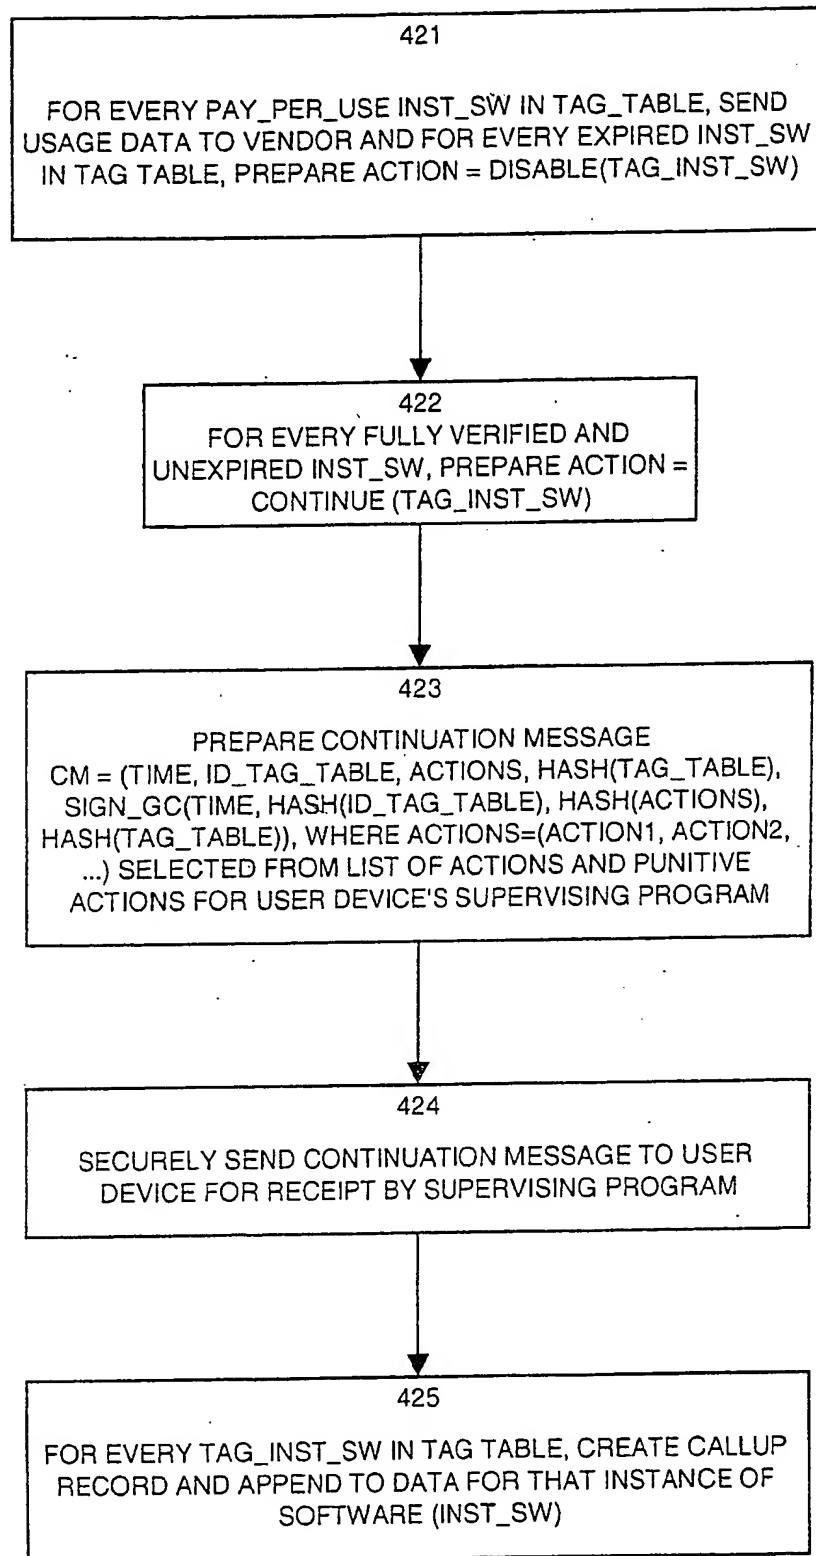 421
FOR EVERY PAY_PER_USE INST_SW IN TAG_TABLE, SEND
USAGE DATA TO VENDOR AND FOR EVERY EXPIRED INST_SW
IN TAG TABLE, PREPARE ACTION = DISABLE(TAG_INST_SW)
422
FOR EVERY FULLY VERIFIED AND
UNEXPIRED INST_SW, PREPARE ACTION =
CONTINUE (TAG_INST_SW)
423
PREPARE CONTINUATION MESSAGE
CM = (TIME, ID_TAG_TABLE, ACTIONS, HASH(TAG_TABLE),
SIGN_GC(TIME, HASH(ID_TAG_TABLE), HASH(ACTIONS),
HASH(TAG_TABLE)), WHERE ACTIONS=(ACTION1, ACTION2,
...) SELECTED FROM LIST OF ACTIONS AND PUNITIVE
ACTIONS FOR USER DEVICE'S SUPERVISING PROGRAM
424
SECURELY SEND CONTINUATION MESSAGE TO USER
DEVICE FOR RECEIPT BY SUPERVISING PROGRAM
425
FOR EVERY TAG_INST_SW IN TAG TABLE, CREATE CALLUP
RECORD AND APPEND TO DATA FOR THAT INSTANCE OF
SOFTWARE (INST_SW)